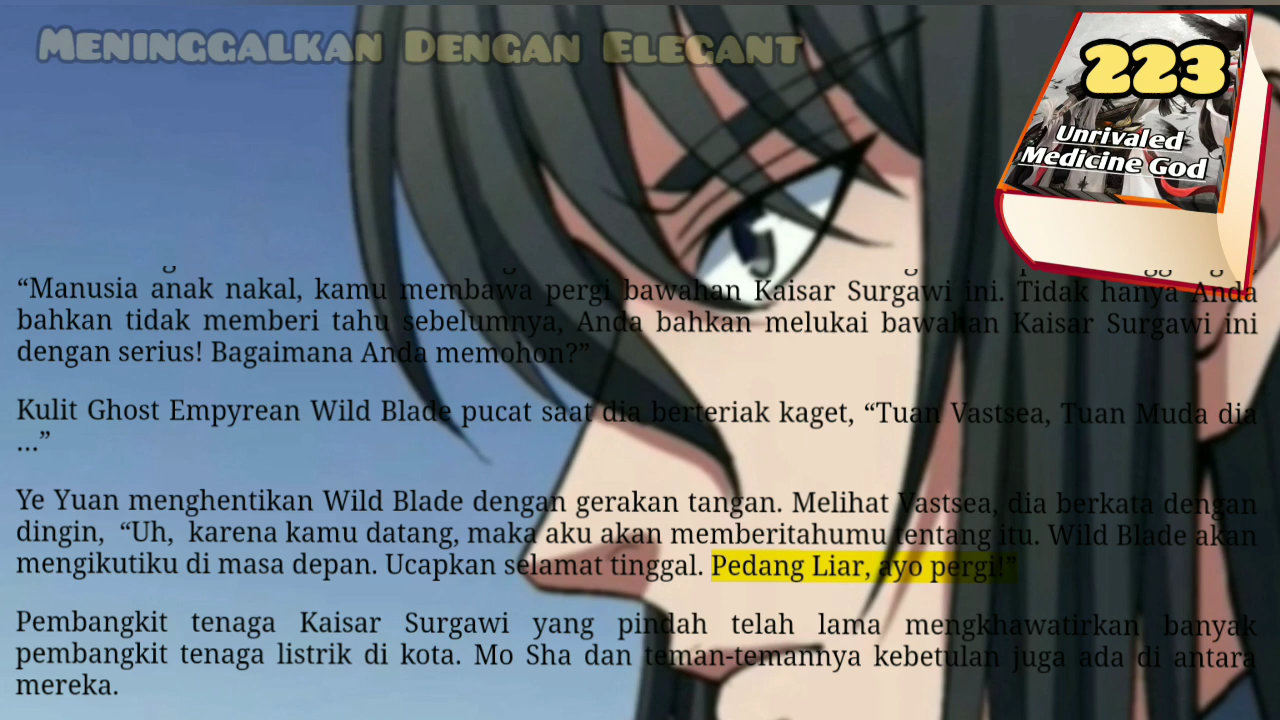 MENINGGALKAN DENGAN ELEGANT
223
Unrivaled
Medicine God
“Manusia anak nakal, kamu membawa pergi bawahan Kaisar Surgawi ini. Tidak hanya Anda
bahkan tidak memberi tahu sebelumnya, Anda bahkan melukai bawahan Kaisar Surgawi ini
dengan serius! Bagaimana Anda memohon?”
Kulit Ghost Empyrean Wild Blade pucat saat dia berteriak kaget, “Tuan Vastsea, Tuan Muda dia
...”
Ye Yuan menghentikan Wild Blade dengan gerakan tangan. Melihat Vastsea, dia berkata dengan
dingin, “Uh, karena kamu datang, maka aku akan memberitahumu tentang itu. Wild Blade akan
mengikutiku di masa depan. Ucapkan selamat tinggal. Pedang Liar, ayo pergi!”
Pembangkit tenaga Kaisar Surgawi yang pindah telah lama mengkhawatirkan banyak
pembangkit tenaga listrik di kota. Mo Sha dan teman-temannya kebetulan juga ada di antara
mereka.